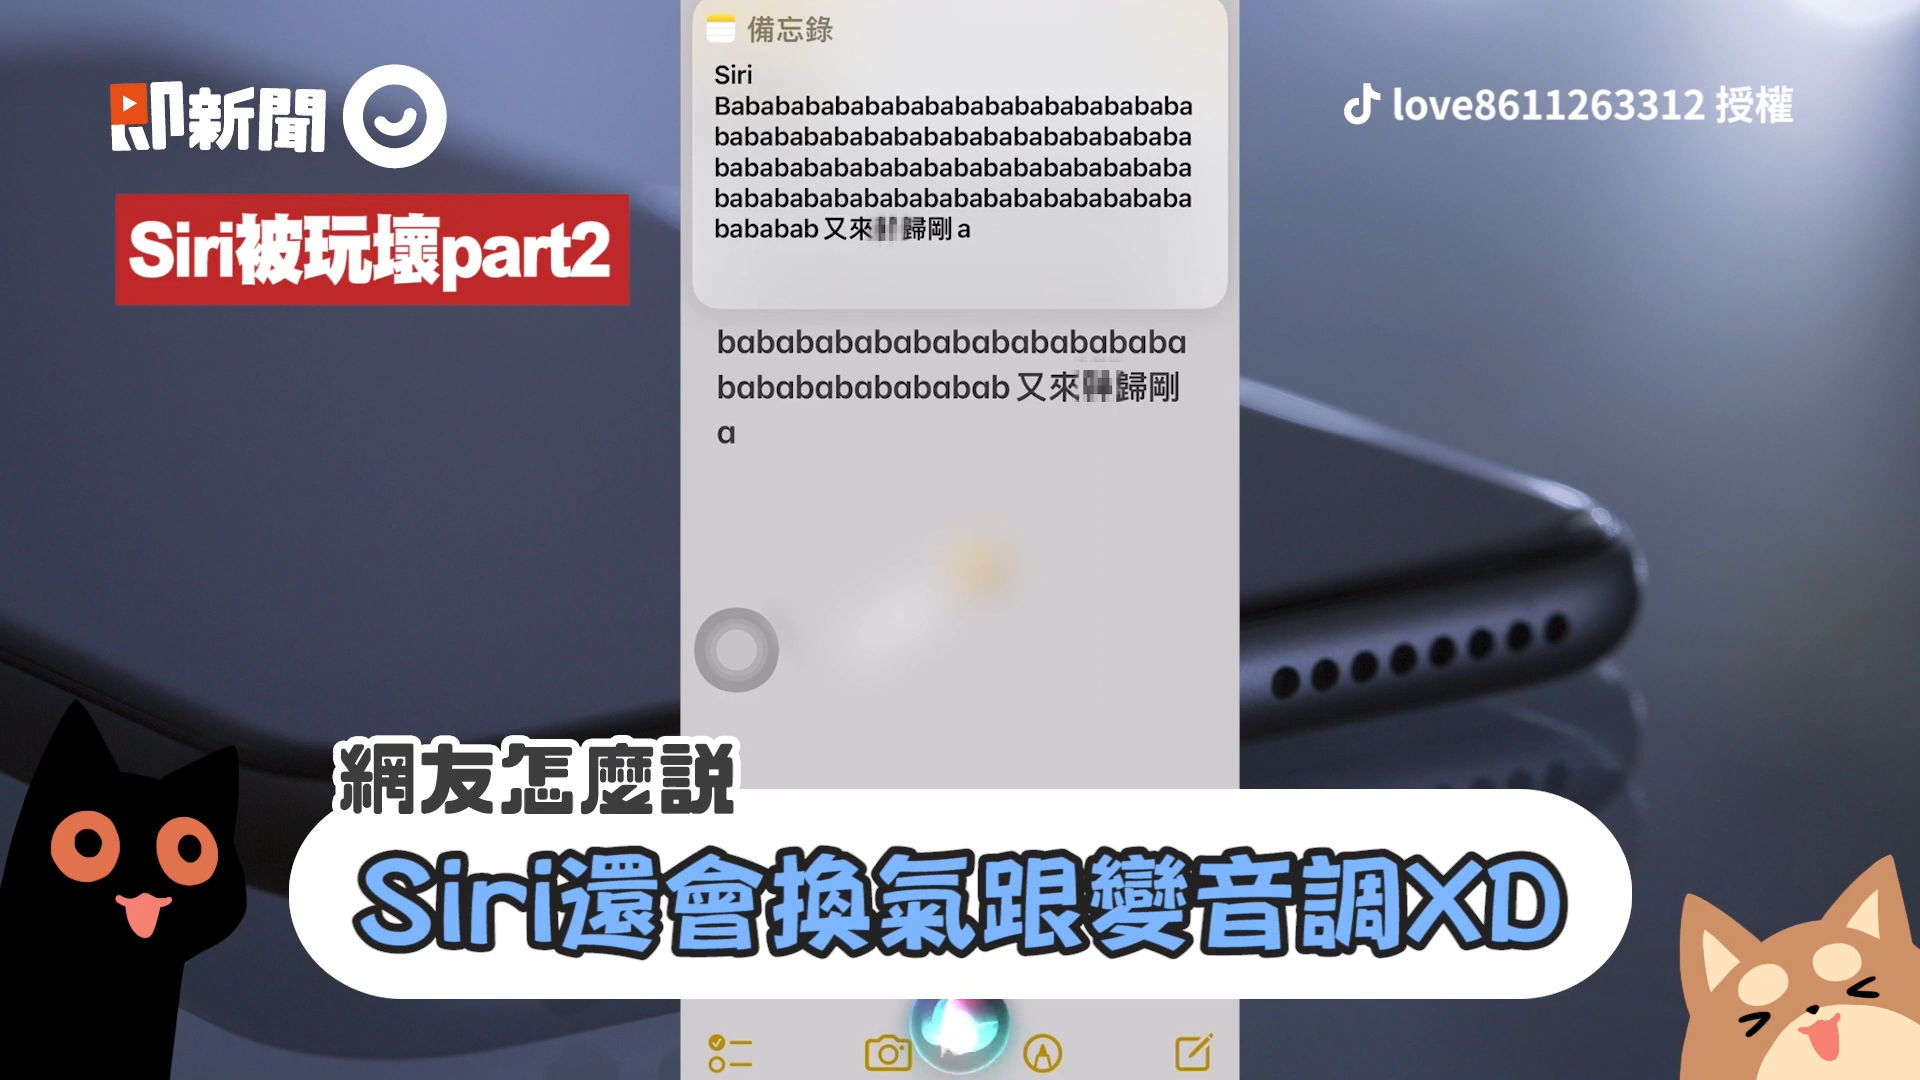 即新聞
love8611263312 授權
Siri被玩壞part2
備忘錄
Siri
Babababababababababababababababa
babababababababababababababababa
babababababababababababababababa
babababababababababababababababa
bababab又來歸剛a
babababababababababababa
bababababababab又來歸剛
a
網友怎麼說
Siri還會換氣跟變音調XD